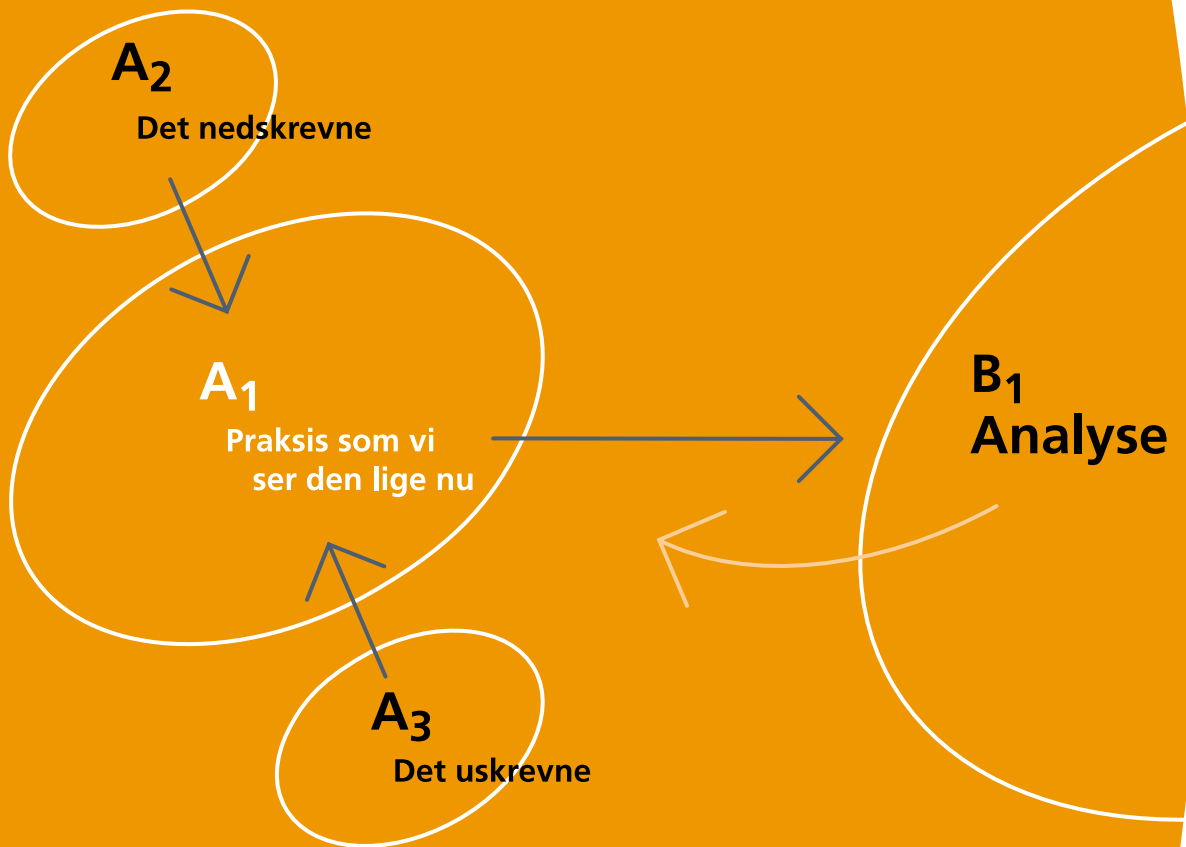 A₂
Det nedskrevne
A₁
Praksis som vi
ser den lige nu
B₁
Analyse
A₃
Det uskrevne